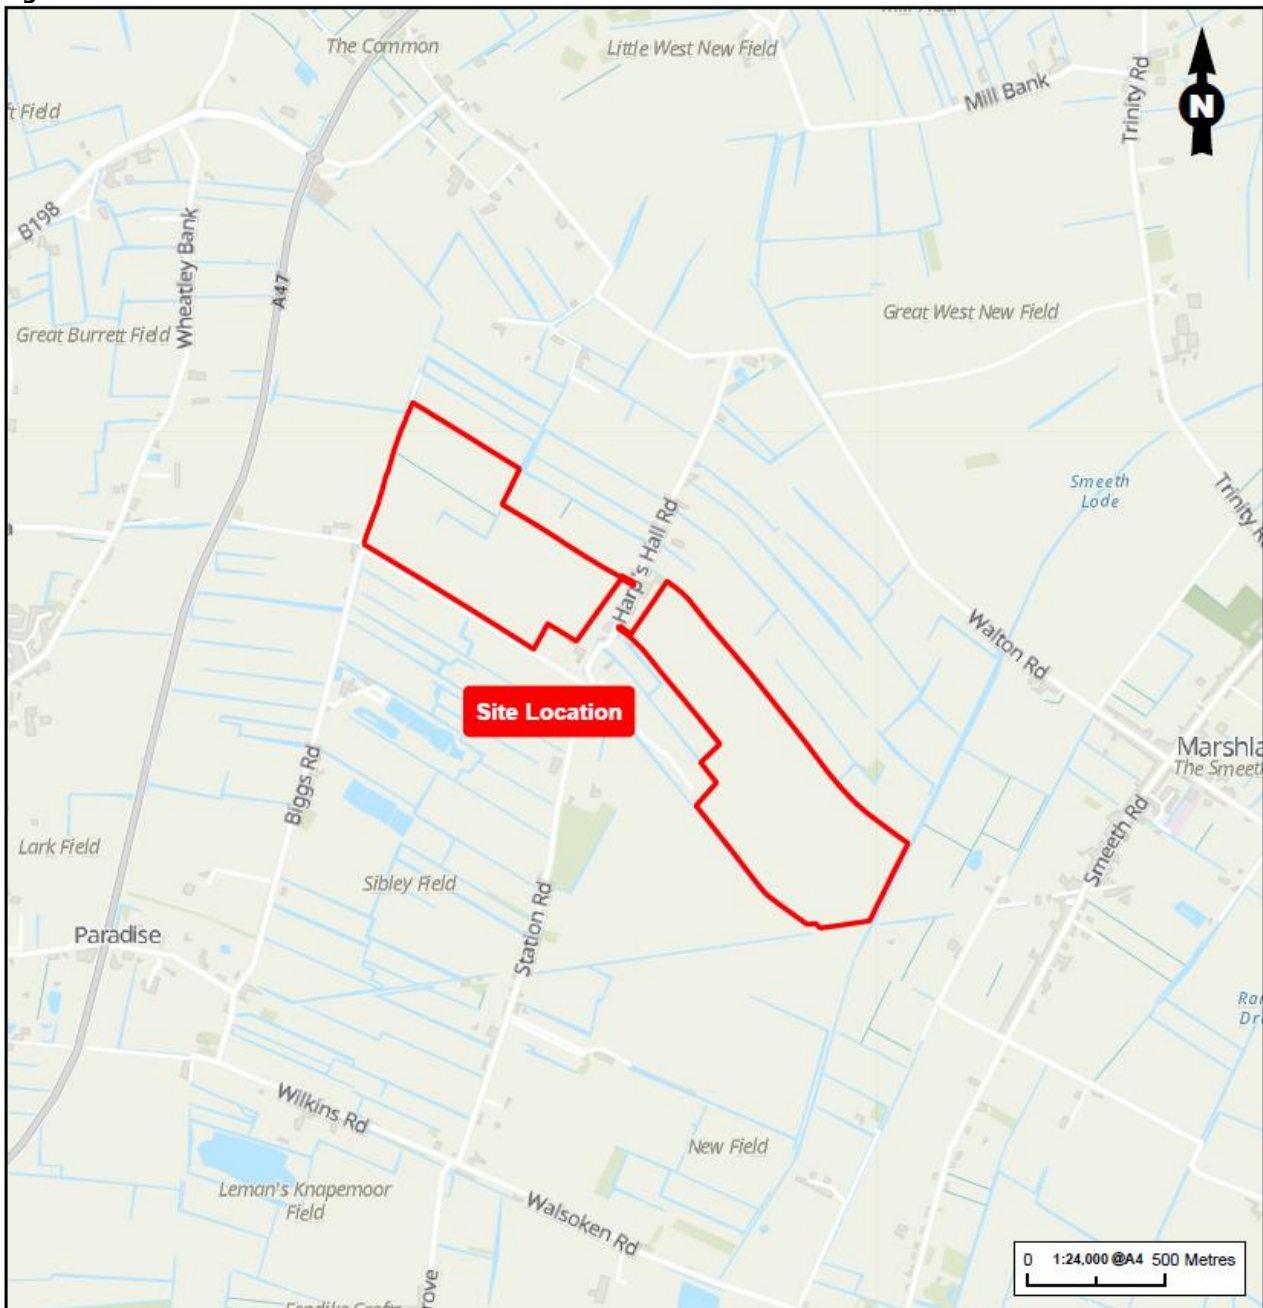 The Common
Little West New Field
Mill Bank
Trinity Rd
N
ft Field
B198
Wheatley Bank
A47
Great Burrett Field
Great West New Field
Smeeth
Lode
Trinity R
Harp's Hall Rd
Walton Rd
Site Location
Marshla
The Smeeth
Biggs Rd
Smeeth Rd
Lark Field
Sibley Field
Station Rd
Paradise
Wilkins Rd
New Field
Leman's Knapemoor
Field
Walsoken Rd
0 1:24,000 @A4 500 Metres
rove